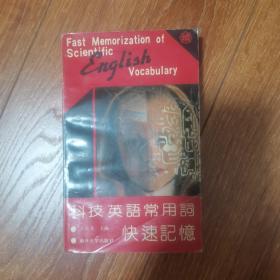 Fast Memorization of
Scientific
English
Vocabulary
科技英語常用詞
快速記憶